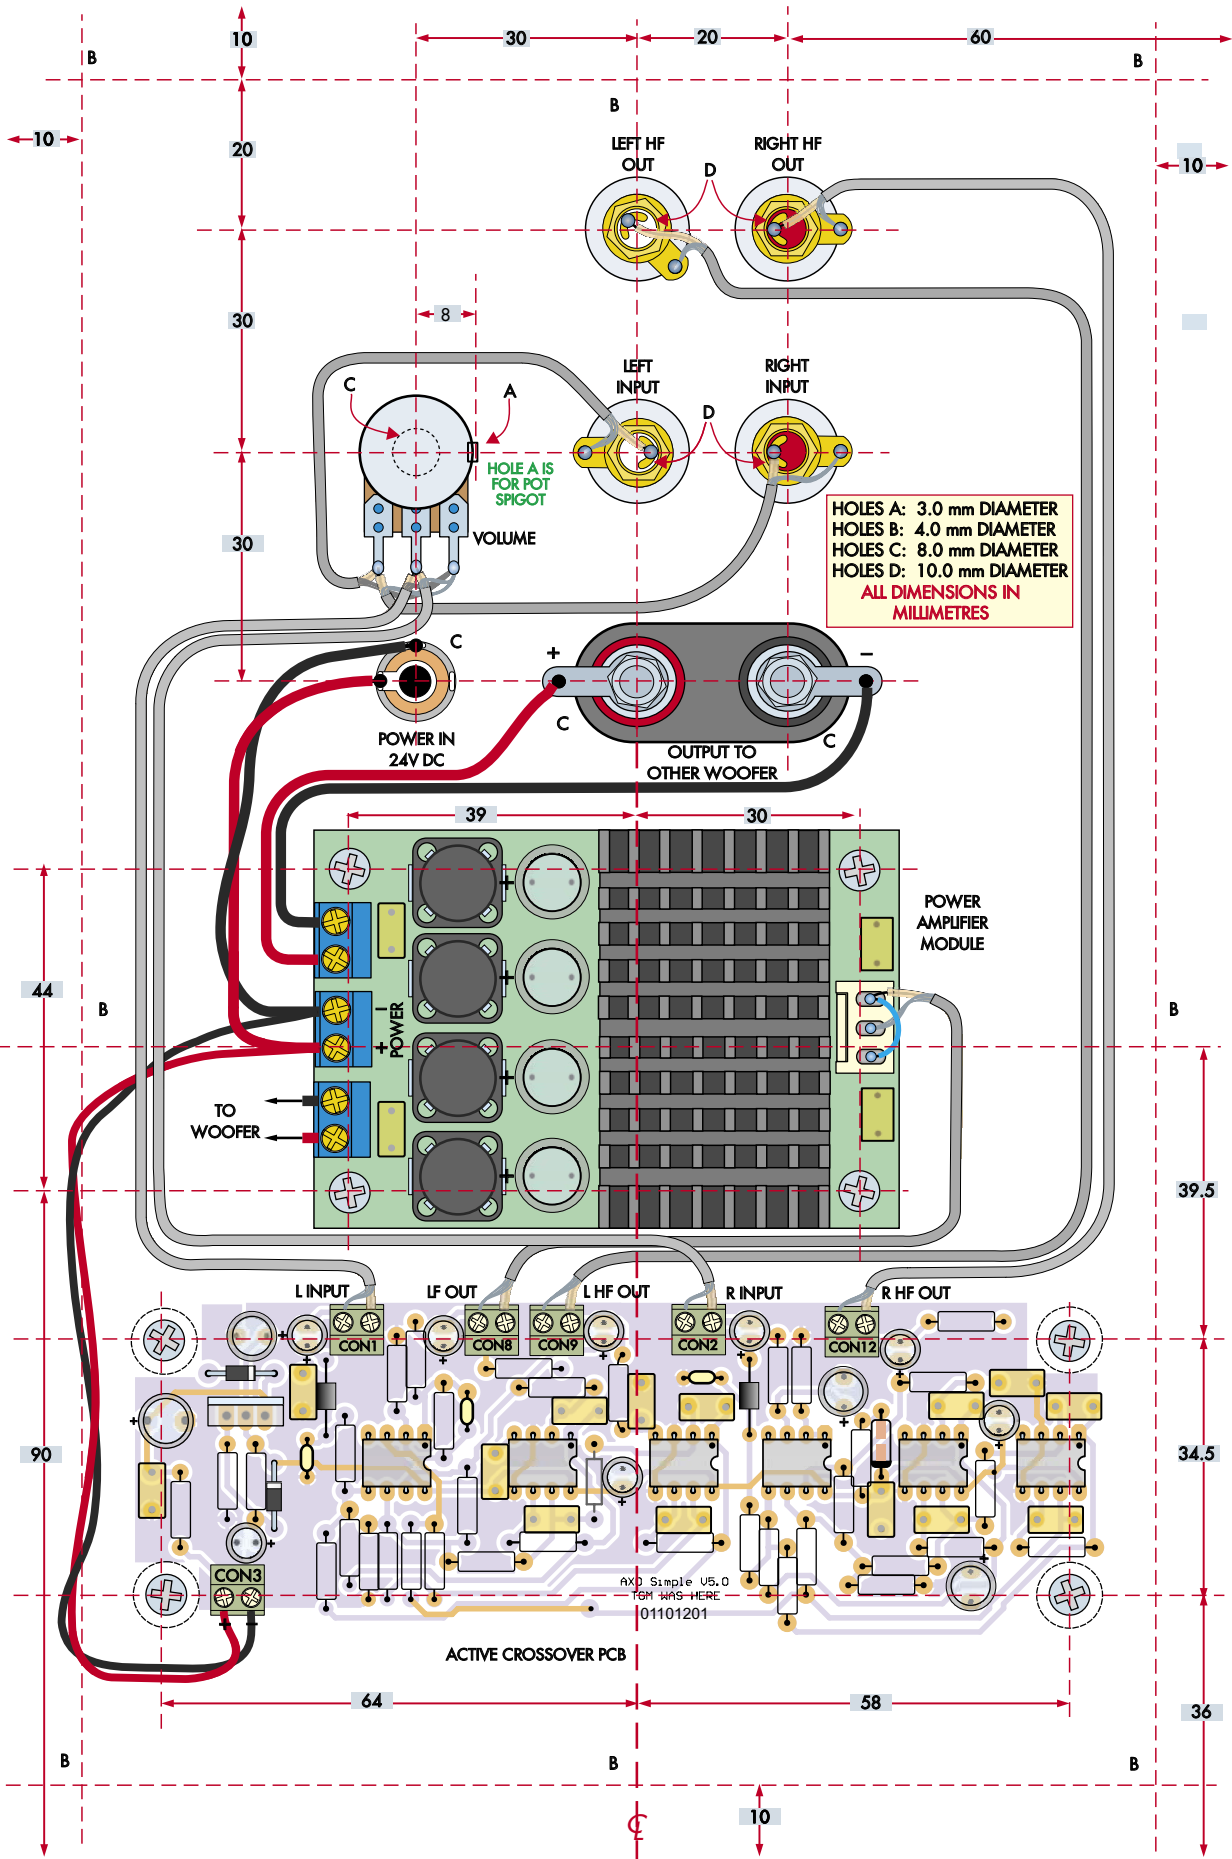 10
30
20
60
B
B
10
B
20
10
LEFT HF
OUT
RIGHT HF
OUT
D
30
8
LEFT
INPUT
RIGHT
INPUT
C
A
D
HOLE A IS
FOR POT
SPIGOT
VOLUME
30
HOLES A: 3.0 mm DIAMETER
HOLES B: 4.0 mm DIAMETER
HOLES C: 8.0 mm DIAMETER
HOLES D: 10.0 mm DIAMETER
ALL DIMENSIONS IN
MILLIMETRES
C
+
–
C
C
POWER IN
24V DC
OUTPUT TO
OTHER WOOFER
39
30
+
POWER
AMPLIFIER
MODULE
+
44
B
B
– 
+
POWER
+
TO
WOOFER
+
39.5
L INPUT
LF OUT
L HF OUT
R INPUT
R HF OUT
CON1
CON8
CON9
CON2
CON12
+
+
+
+
+
+
+
+
+
90
34.5
+
+
+
CON3
+ –
AXO Simple V5.0
TGM WAS HERE
01101201
ACTIVE CROSSOVER PCB
64
58
36
B
B
B
10
℄